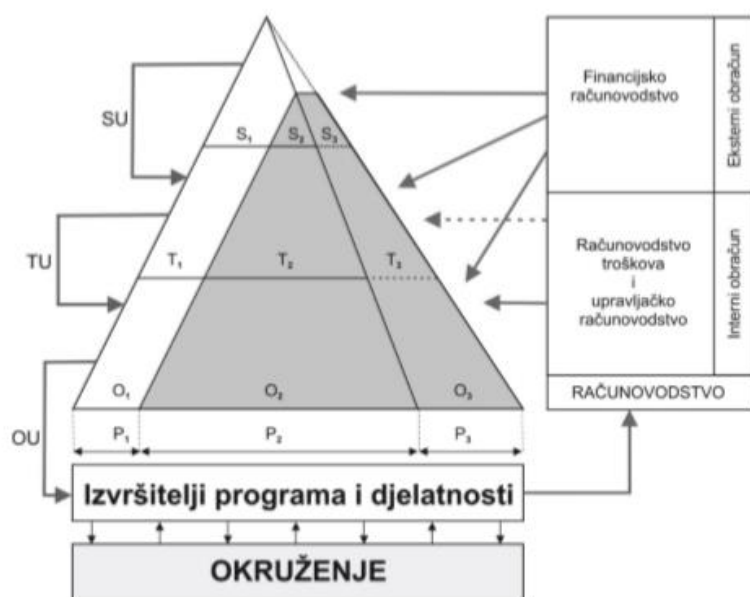 SU
TU
OU
S₁ S₂ S₃
T₁ T₂ T₃
O₁ O₂ O₃
P₁ P₂ P₃
Izvršitelji programa i djelatnosti
OKRUŽENJE
Financijsko
računovodstvo
Eksterni obračun
Računovodstvo
troškova
i
upravljačko
računovodstvo
Interni obračun
RAČUNOVODSTVO